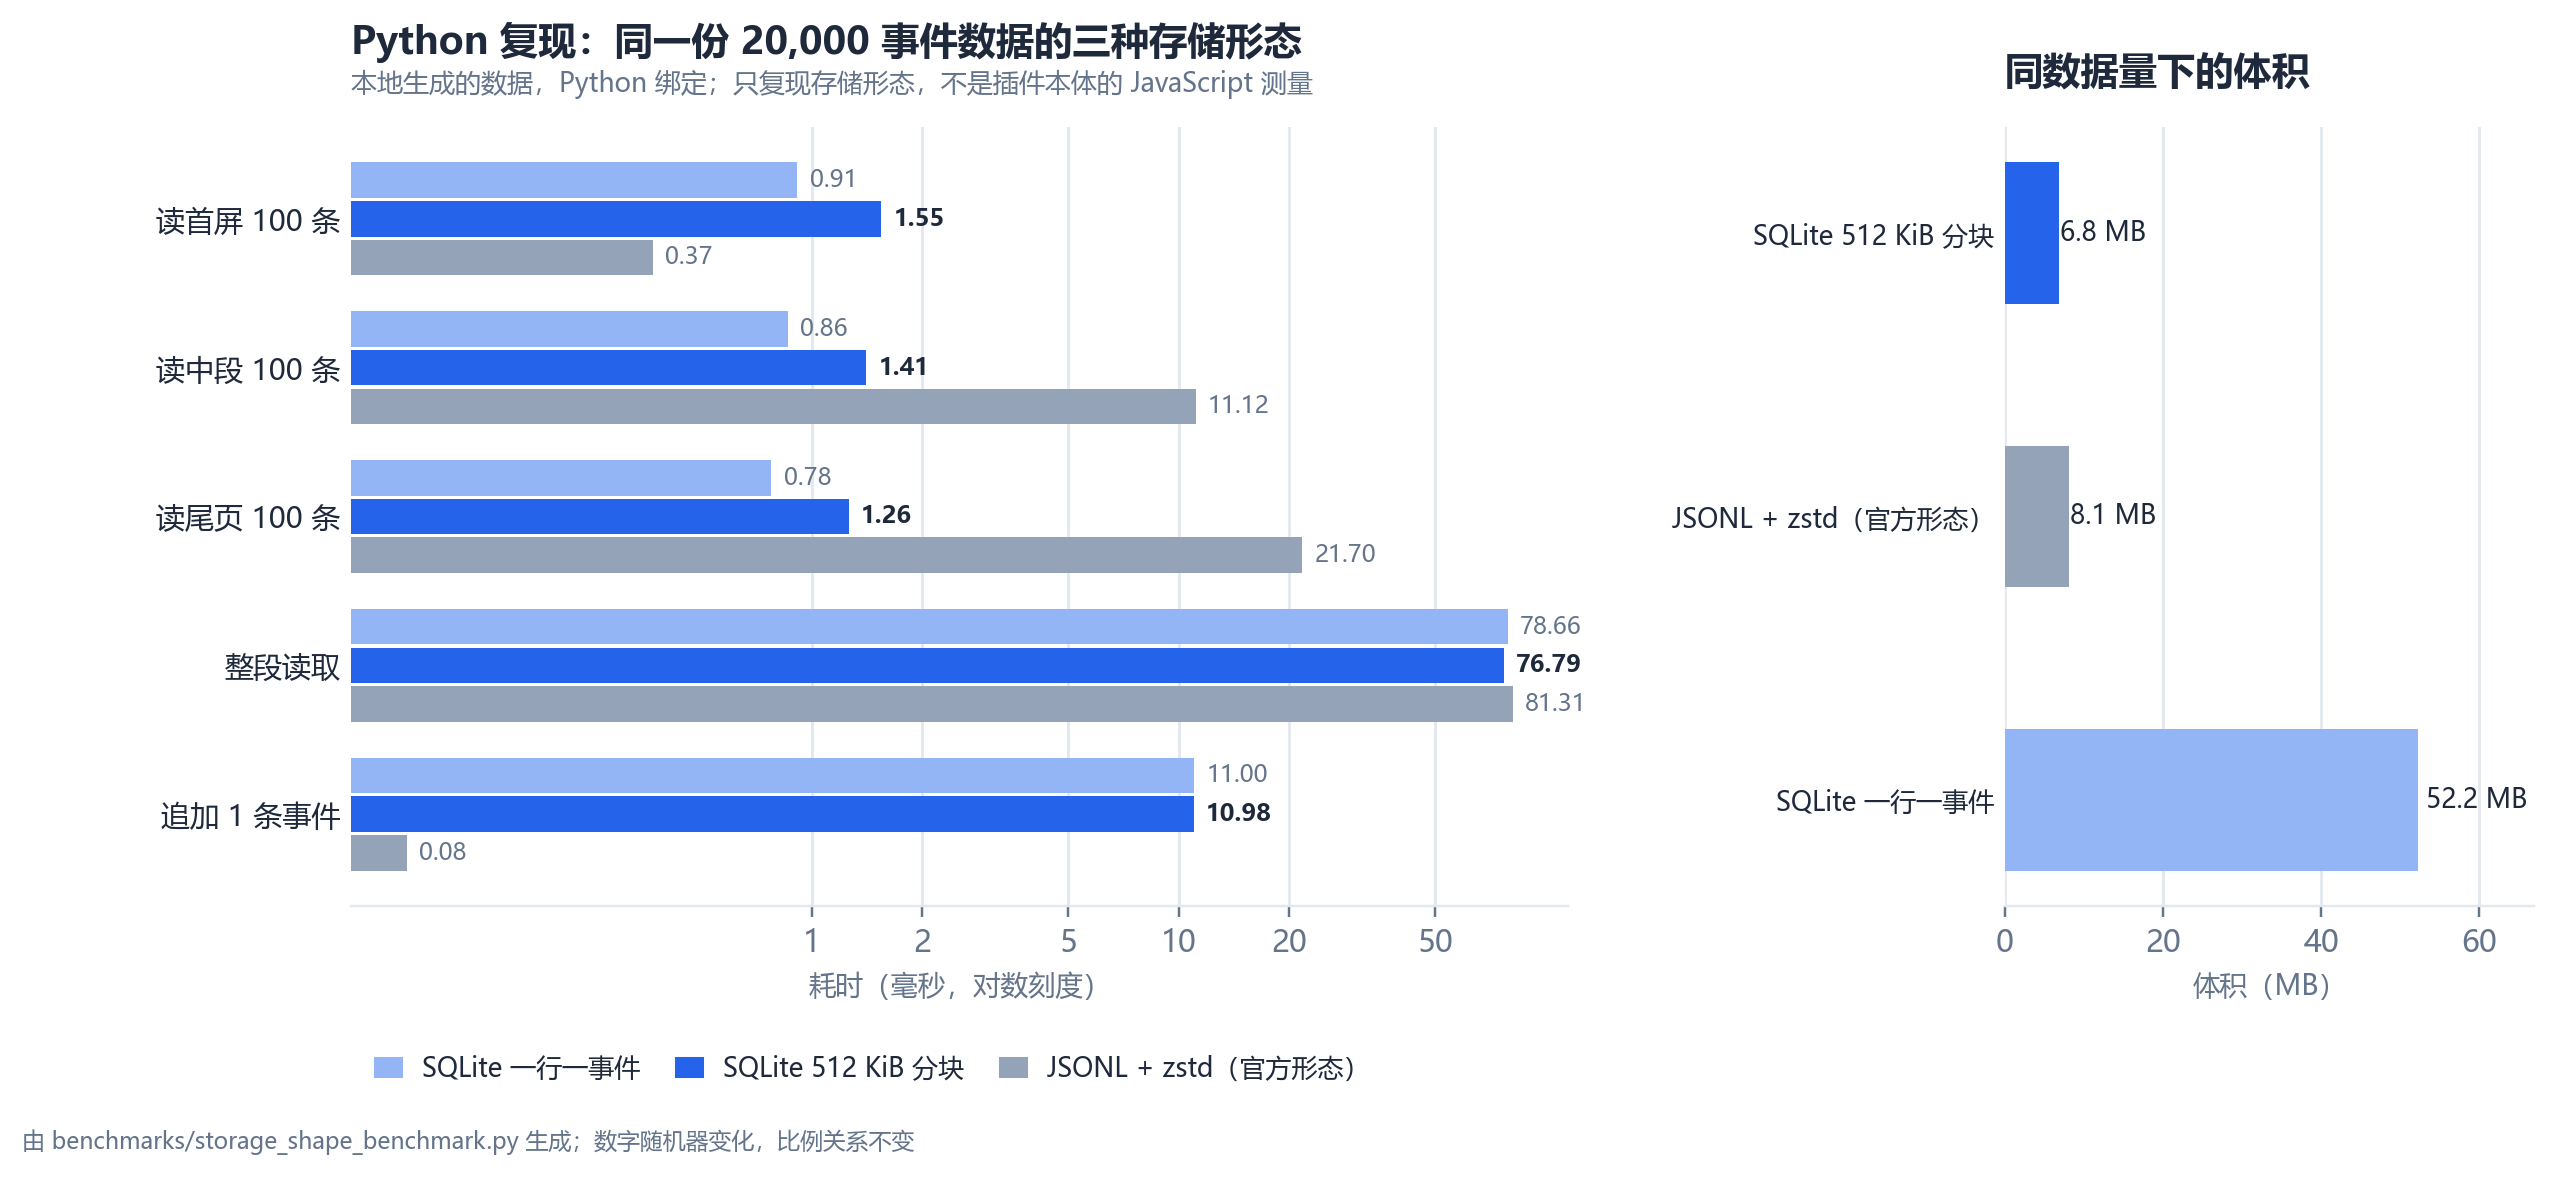 Python 复现：同一份 20,000 事件数据的三种存储形态
本地生成的数据，Python 绑定；只复现存储形态，不是插件本体的 JavaScript 测量
读首屏 100 条
0.91
1.55
0.37
读中段 100 条
0.86
1.41
11.12
读尾页 100 条
0.78
1.26
21.70
整段读取
78.66
76.79
81.31
追加 1 条事件
11.00
10.98
0.08
1 2 5 10 20 50
耗时（毫秒，对数刻度）
SQLite 一行一事件 SQLite 512 KiB 分块 JSONL + zstd（官方形态）
同数据量下的体积
SQLite 512 KiB 分块 6.8 MB
JSONL + zstd（官方形态） 8.1 MB
SQLite 一行一事件 52.2 MB
0 20 40 60
体积（MB）
由 benchmarks/storage_shape_benchmark.py 生成；数字随机器变化，比例关系不变